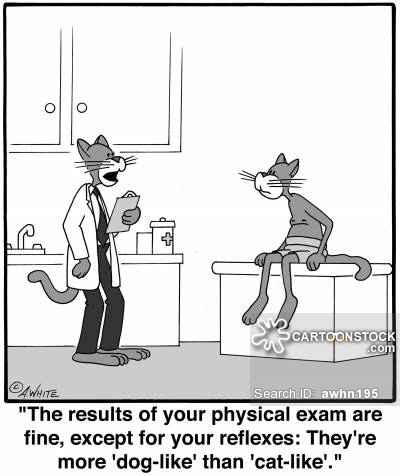 CARTOONSTOCK
.com
Search ID: awhn195
©A.WHITE
"The results of your physical exam are
fine, except for your reflexes: They're
more 'dog-like' than 'cat-like'."